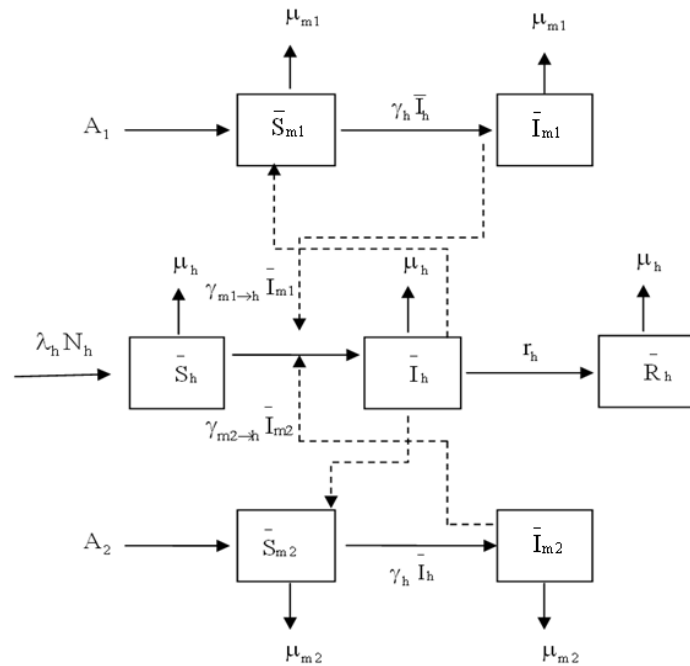 μ_m1 μ_m1
A_1 S̄_m1 γ_h Ī_h Ī_m1
μ_h μ_h μ_h
γ_m1→h Ī_m1
λ_h N_h S̄_h Ī_h r_h R̄_h
γ_m2→h Ī_m2
A_2 S̄_m2 γ_h Ī_h Ī_m2
μ_m2 μ_m2